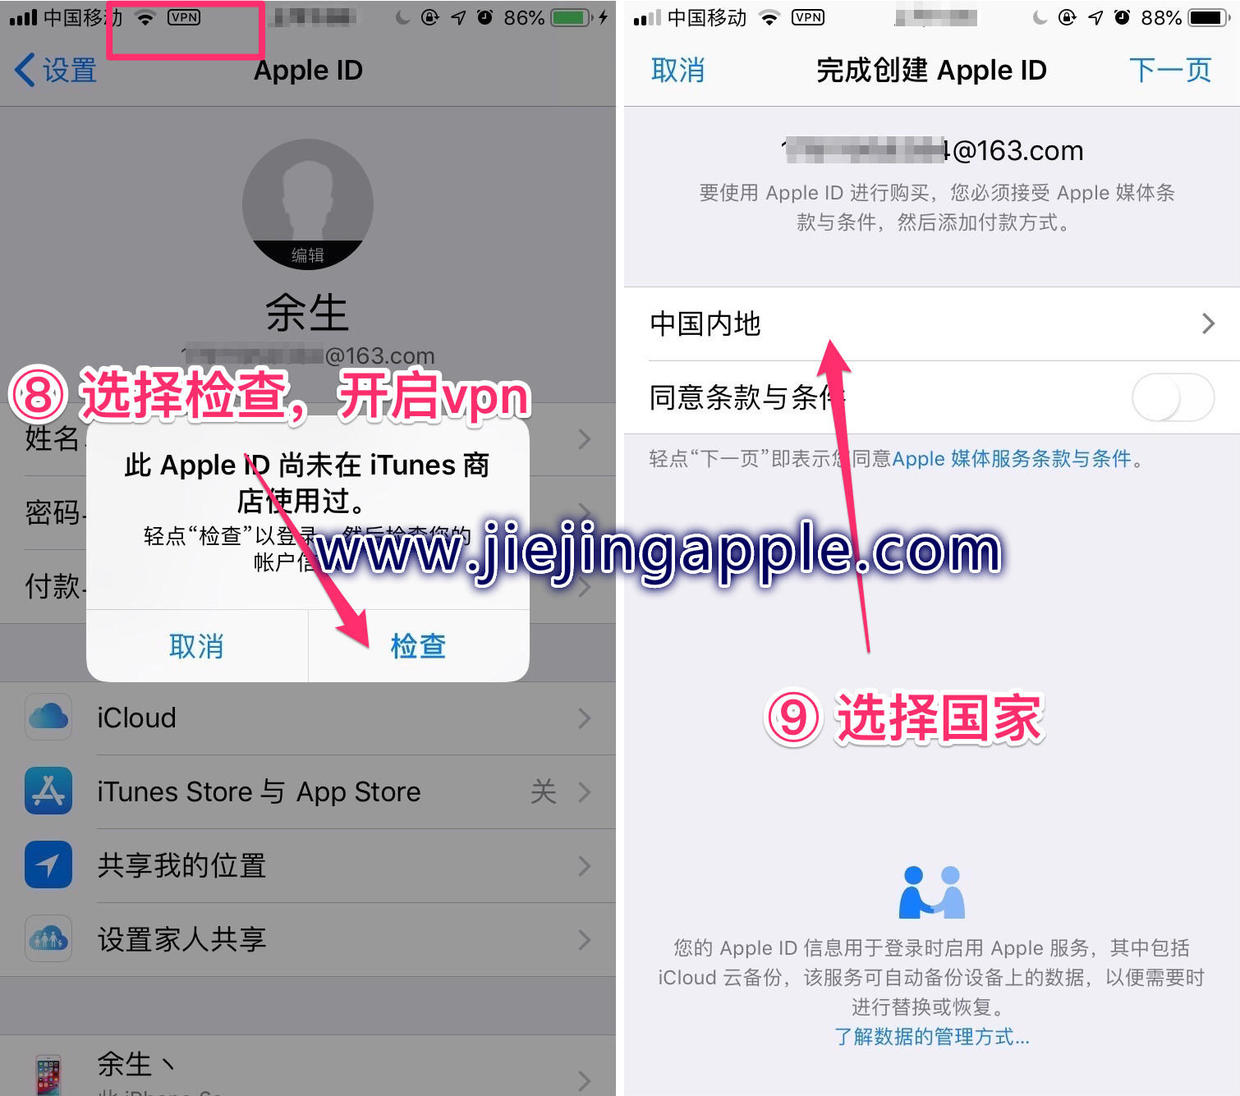 中国移动 VPN 86%
设置 Apple ID
编辑
余生
@163.com
⑧ 选择检查，开启vpn
姓名
此 Apple ID 尚未在 iTunes 商
店使用过。
密码
轻点“检查”以登录，然后检查您的
帐户信
付款
取消 检查
iCloud
iTunes Store 与 App Store 关
共享我的位置
设置家人共享
余生丶
www.jiejingapple.com
中国移动 VPN 88%
取消 完成创建 Apple ID 下一页
4@163.com
要使用 Apple ID 进行购买，您必须接受 Apple 媒体条
款与条件，然后添加付款方式。
中国内地
同意条款与条件
轻点“下一页”即表示您同意Apple 媒体服务条款与条件。
⑨ 选择国家
您的 Apple ID 信息用于登录时启用 Apple 服务，其中包括
iCloud 云备份，该服务可自动备份设备上的数据，以便需要时
进行替换或恢复。
了解数据的管理方式...